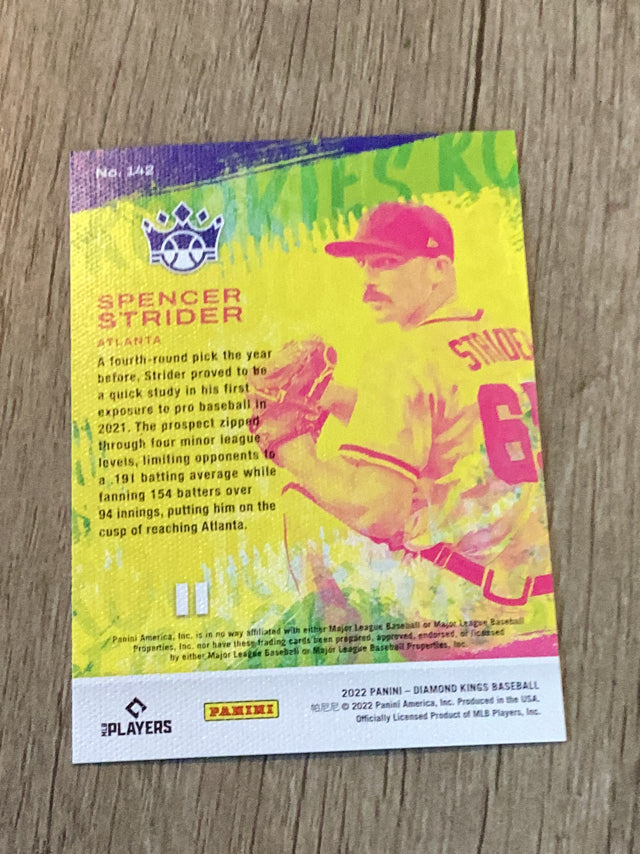 No. 142
ROOKIES RO
SPENCER
STRIDER
ATLANTA
A fourth-round pick the year
before, Strider proved to be
a quick study in his first
exposure to pro baseball in
2021. The prospect zipped
through four minor league
levels, limiting opponents to
a .191 batting average while
fanning 154 batters over
94 innings, putting him on the
cusp of reaching Atlanta.
STRIDE
6
Panini America, Inc. is in no way affiliated with either Major League Baseball or Major League Baseball
Properties, Inc. nor have these trading cards been prepared, approved, endorsed, or licensed
by either Major League Baseball or Major League Baseball Properties, Inc.
MLB PLAYERS
PANINI
2022 PANINI – DIAMOND KINGS BASEBALL
帕尼尼 © 2022 Panini America, Inc. Produced in the USA.
Officially Licensed Product of MLB Players, Inc.